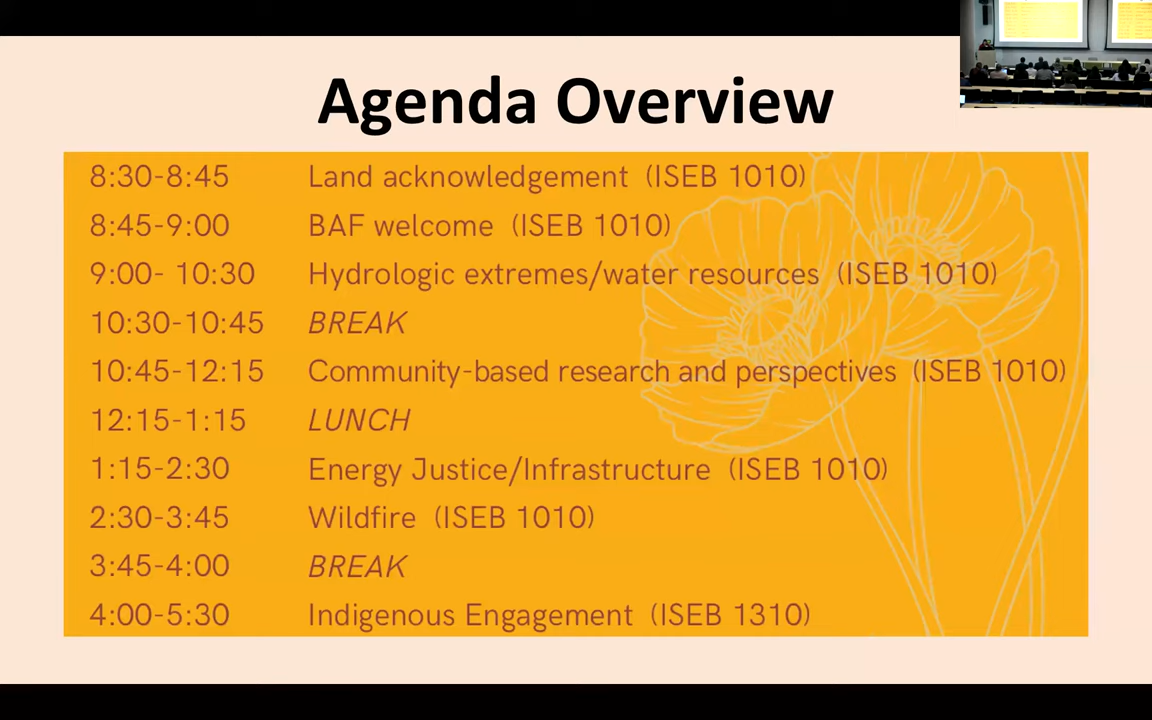 Agenda Overview
8:30-8:45 Land acknowledgement (ISEB 1010)
8:45-9:00 BAF welcome (ISEB 1010)
9:00- 10:30 Hydrologic extremes/water resources (ISEB 1010)
10:30-10:45 BREAK
10:45-12:15 Community-based research and perspectives (ISEB 1010)
12:15-1:15 LUNCH
1:15-2:30 Energy Justice/Infrastructure (ISEB 1010)
2:30-3:45 Wildfire (ISEB 1010)
3:45-4:00 BREAK
4:00-5:30 Indigenous Engagement (ISEB 1310)